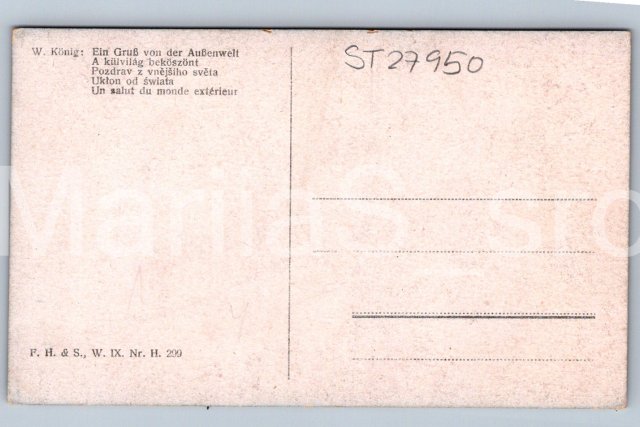 W. König: Ein Gruß von der Außenwelt
A külvilág beköszönt
Pozdrav z vnějšího světa
Ukłon od świata
Un salut du monde extérieur
ST27950
MarilaS_sro
F. H. & S., W. IX. Nr. H. 299